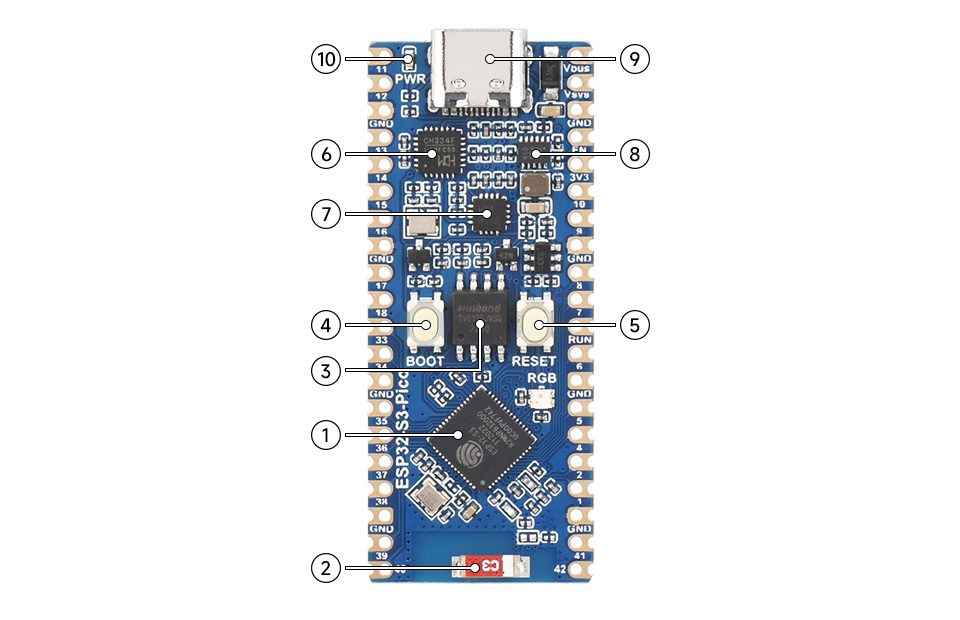 10
9
11
PWR
Vbus
12
Vsys
GND
GND
13
EN
6
CH334F
8
14
3V3
15
10
7
16
9
GND
GND
17
8
4
5
18
7
33
RUN
BOOT
RESET
3
34
6
RGB
GND
GND
35
5
ESP32-S3-Pico
1
ESP32-S3
36
4
37
2
38
1
GND
GND
39
41
2
C3
40
42